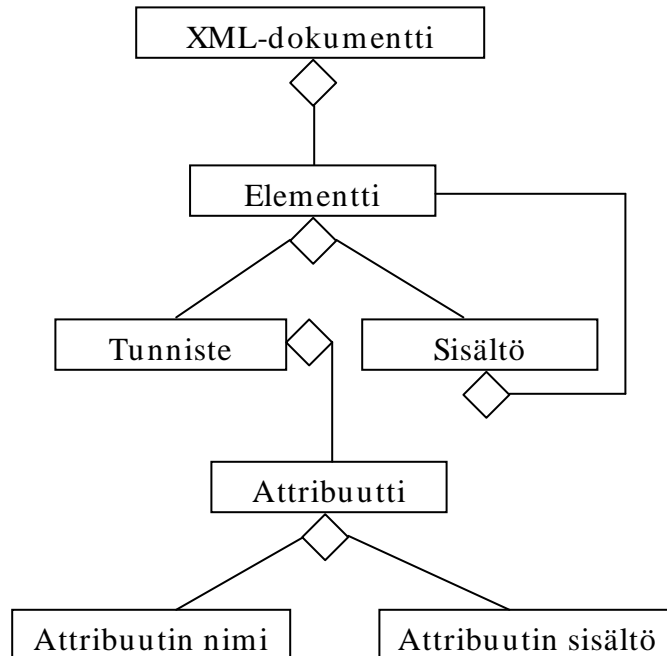 XML-dokumentti
Elementti
Tunniste
Sisältö
Attribuutti
Attribuutin nimi
Attribuutin sisältö